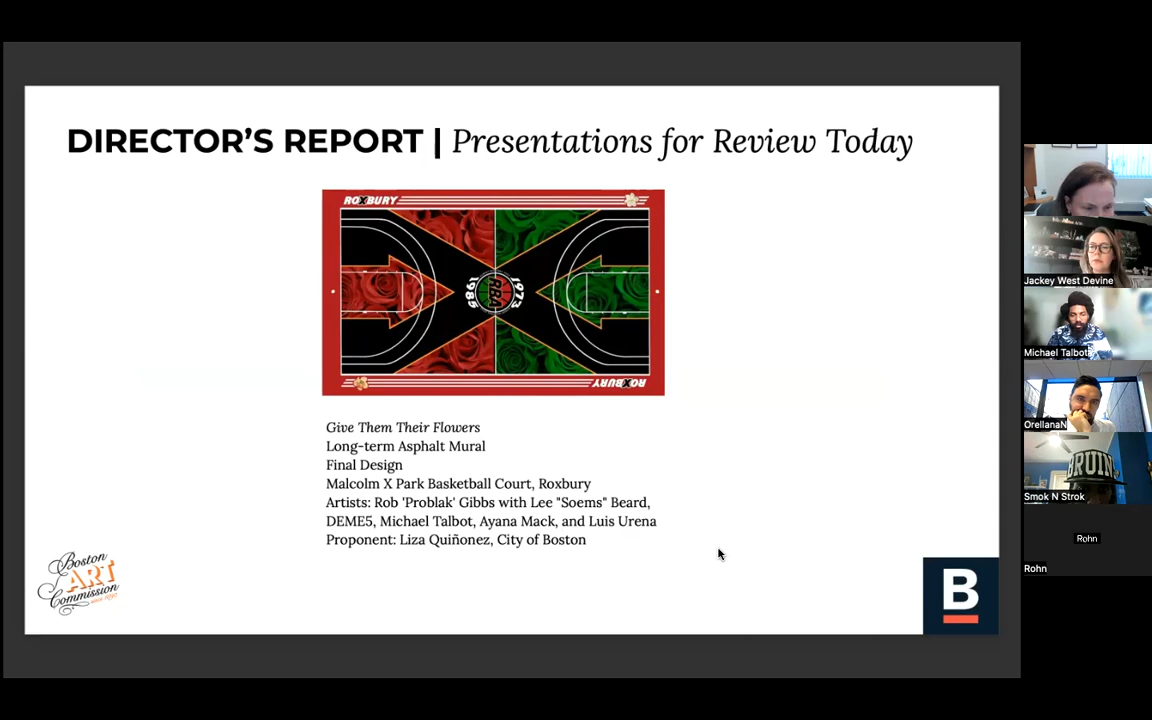 DIRECTOR'S REPORT | Presentations for Review Today
ROXBURY
1985
RBA
1973
ROXBURY
Give Them Their Flowers
Long-term Asphalt Mural
Final Design
Malcolm X Park Basketball Court, Roxbury
Artists: Rob 'Problak' Gibbs with Lee "Soems" Beard,
DEME5, Michael Talbot, Ayana Mack, and Luis Urena
Proponent: Liza Quiñonez, City of Boston
Boston
ART
Commission
B
Jackey West Devine
Michael Talbot
OrellanaN
BRUIN
Smok N Strok
Rohn
Rohn